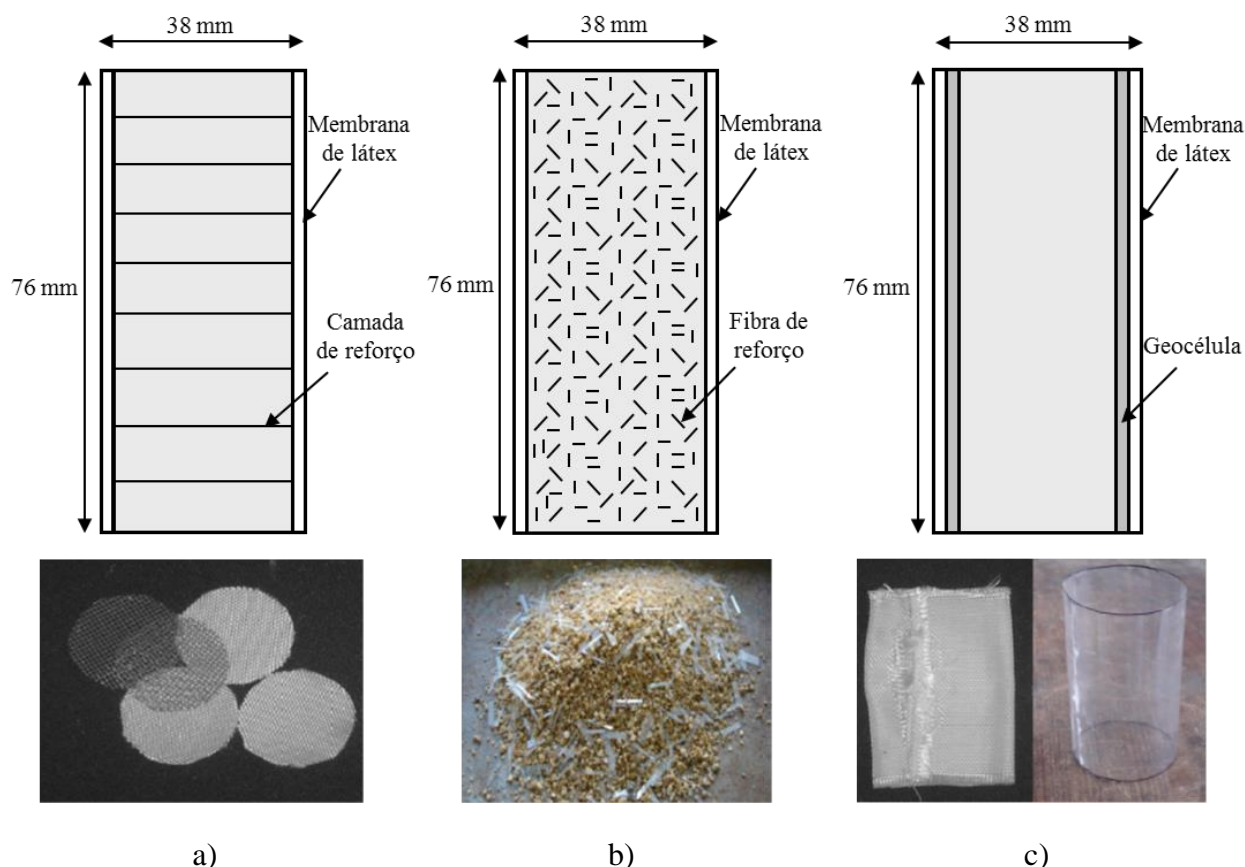 38 mm
38 mm
38 mm
Membrana
de látex
Membrana
de látex
Membrana
de látex
76 mm
76 mm
76 mm
Camada
de reforço
Fibra de
reforço
Geocélula
a)
b)
c)